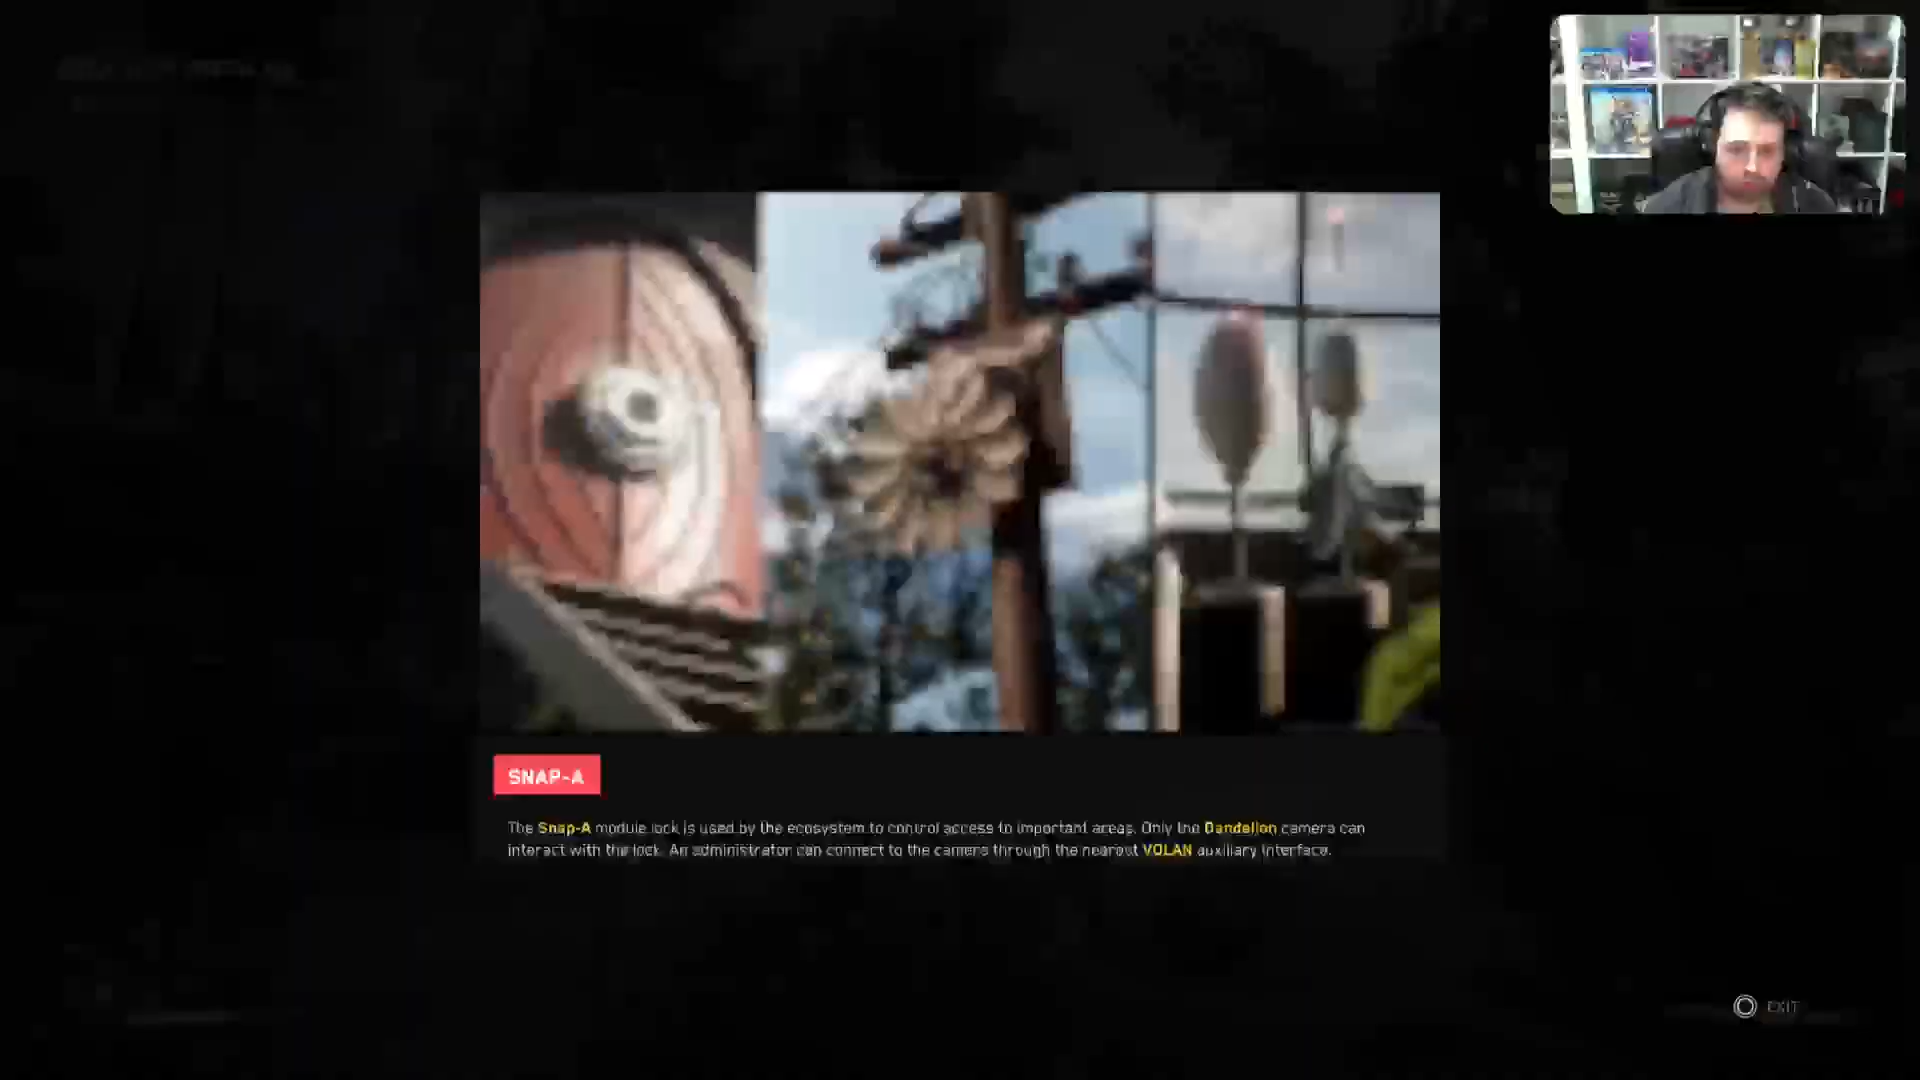 SNAP-A
The Snap-A module lock is used by the ecosystem to control access to important areas. Only the Dandelion camera can
interact with the lock. An administrator can connect to the camera through the nearest VOLAN auxiliary interface.
EXIT